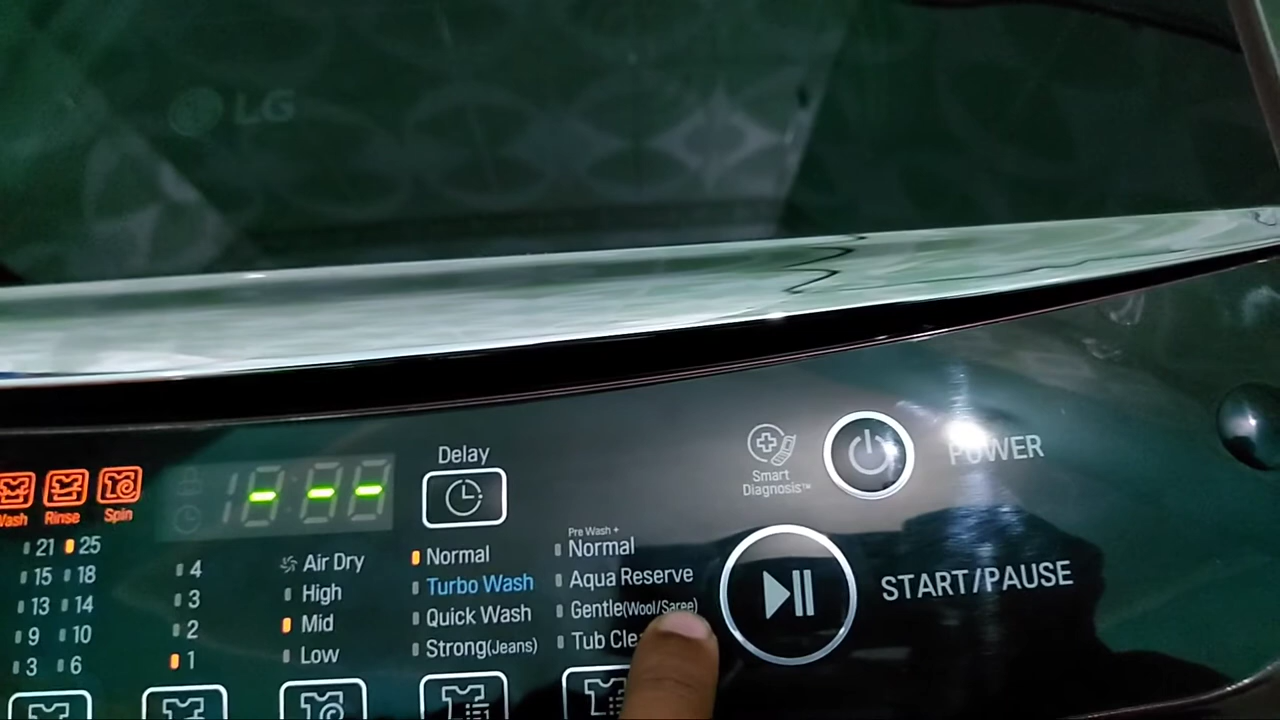 LG
Delay
Smart
Diagnosis™
POWER
Wash
Rinse
Spin
21 25
15 18
13 14
9 10
3 6
4
3
2
1
Air Dry
High
Mid
Low
Normal
Turbo Wash
Quick Wash
Strong(Jeans)
Pre Wash +
Normal
Aqua Reserve
Gentle(Wool/Saree)
Tub
START/PAUSE